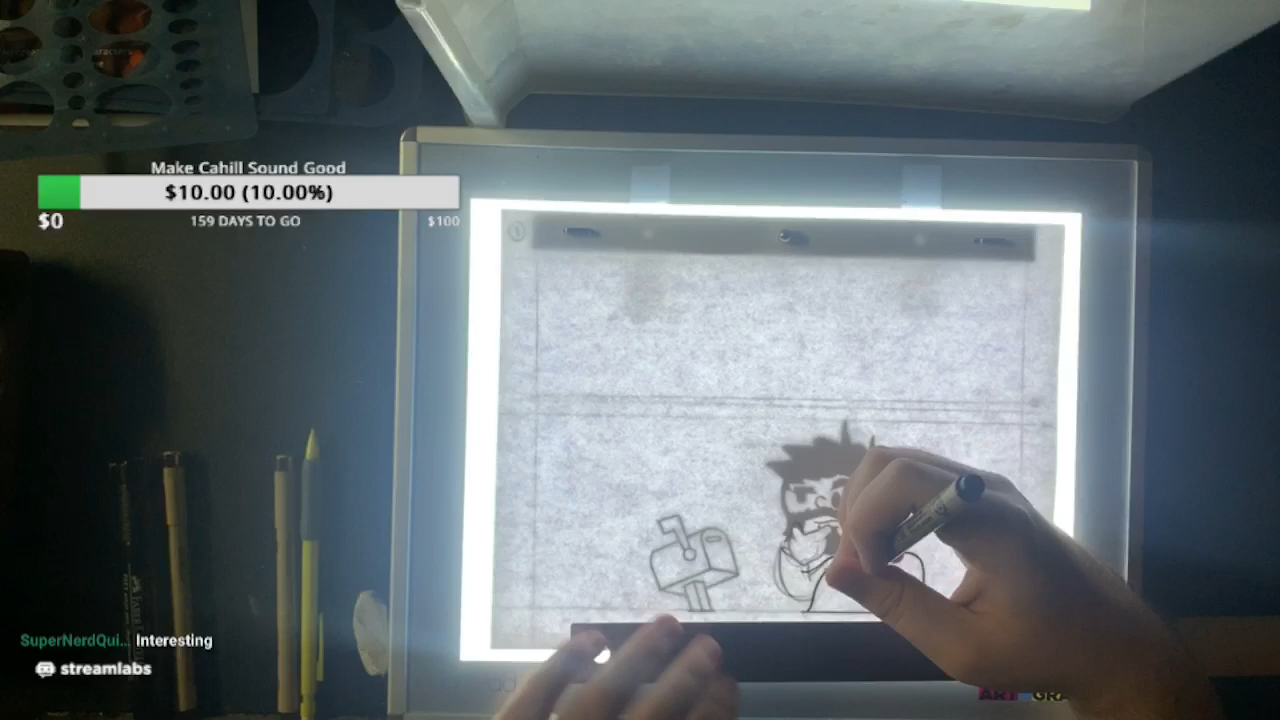 Make Cahill Sound Good
$10.00 (10.00%)
$0
159 DAYS TO GO
$100
SuperNerdQui... Interesting
streamlabs